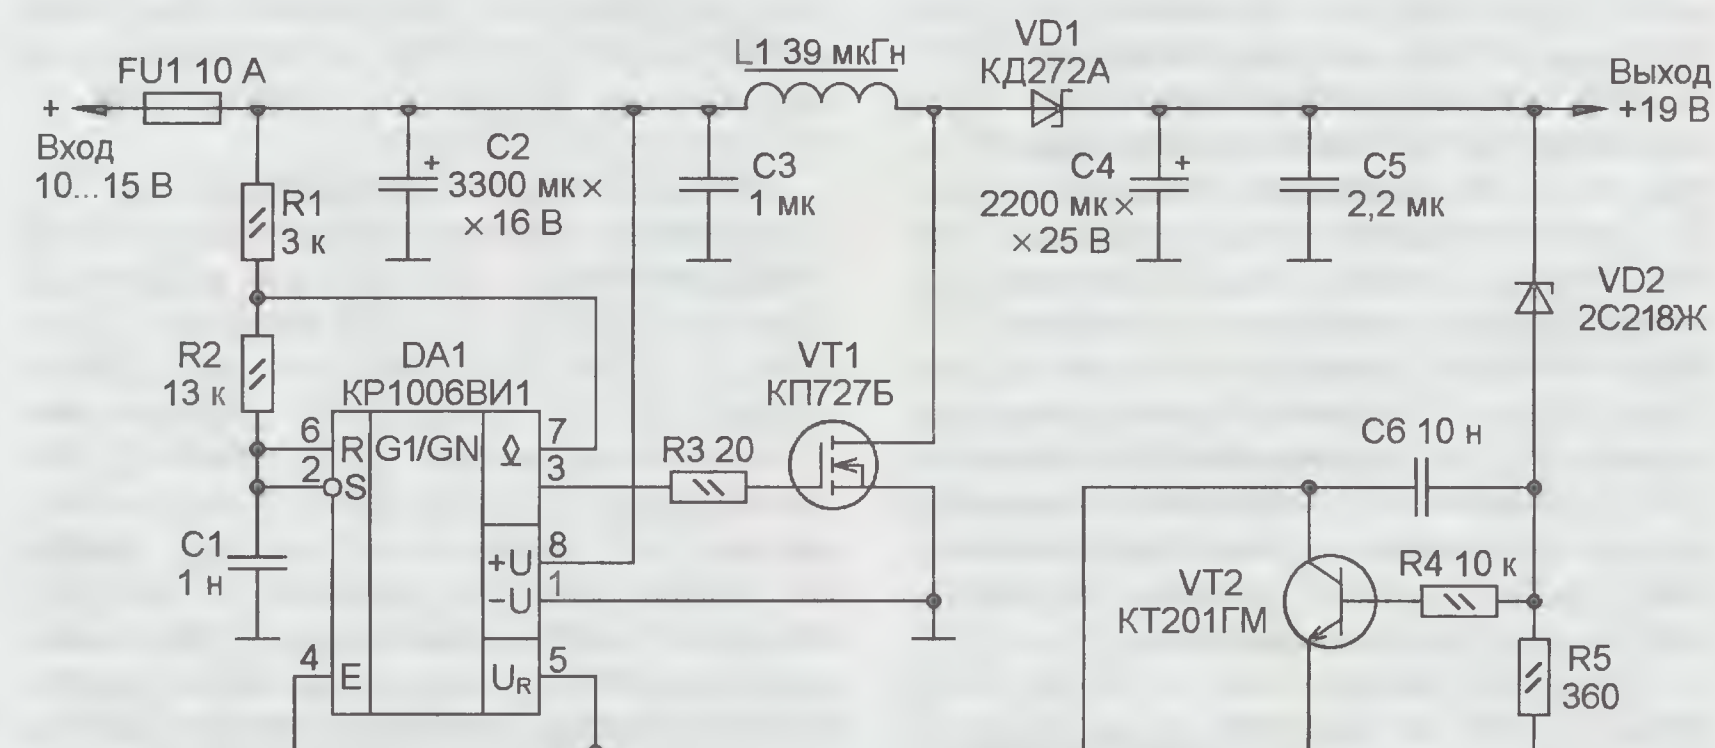 FU1 10 А
+
Вход
10...15 В
R1
3 к
C2
+
3300 мк ×
× 16 В
L1 39 мкГн
C3
1 мк
VD1
КД272А
C4
+
2200 мк ×
× 25 В
C5
2,2 мк
Выход
+19 В
VD2
2С218Ж
R2
13 к
DA1
КР1006ВИ1
6
R
G1/GN
7
2
S
3
+U
8
–U
1
4
E
UR
5
C1
1 н
R3 20
VT1
КП727Б
C6 10 н
VT2
КТ201ГМ
R4 10 к
R5
360